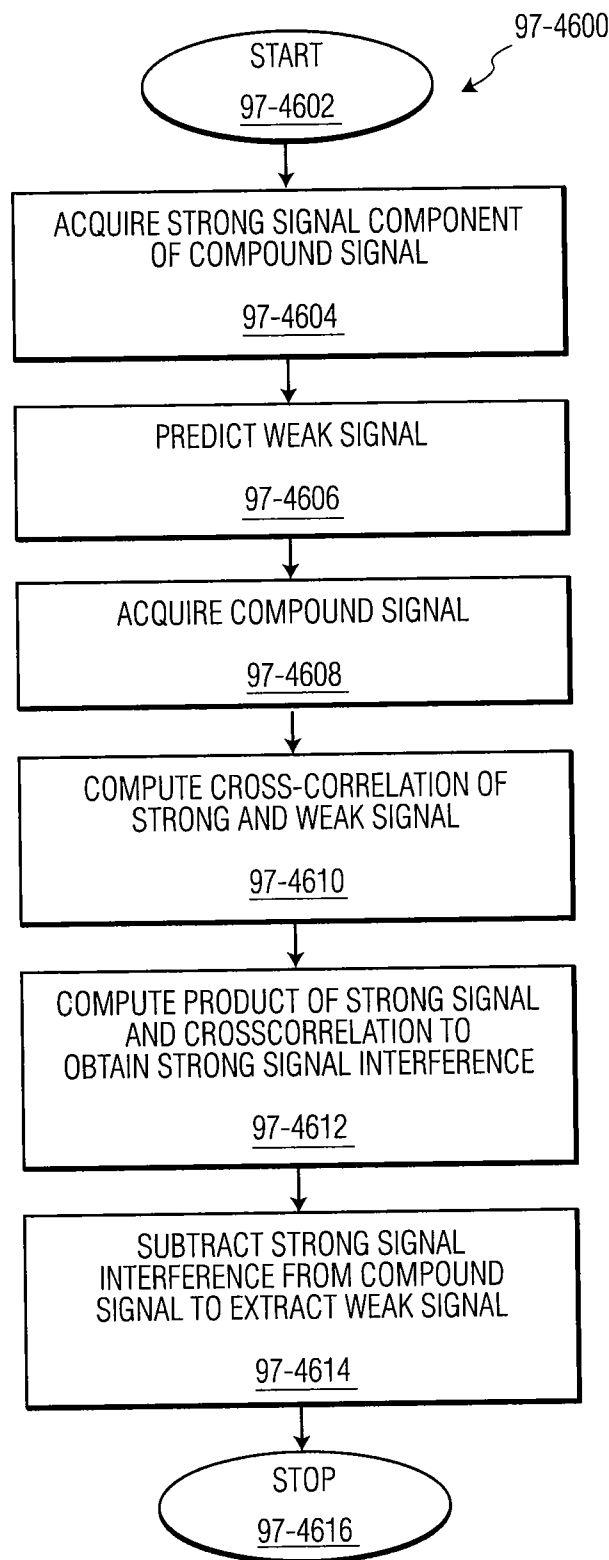 97-4600
START
97-4602
ACQUIRE STRONG SIGNAL COMPONENT
OF COMPOUND SIGNAL
97-4604
PREDICT WEAK SIGNAL
97-4606
ACQUIRE COMPOUND SIGNAL
97-4608
COMPUTE CROSS-CORRELATION OF
STRONG AND WEAK SIGNAL
97-4610
COMPUTE PRODUCT OF STRONG SIGNAL
AND CROSSCORRELATION TO
OBTAIN STRONG SIGNAL INTERFERENCE
97-4612
SUBTRACT STRONG SIGNAL
INTERFERENCE FROM COMPOUND
SIGNAL TO EXTRACT WEAK SIGNAL
97-4614
STOP
97-4616